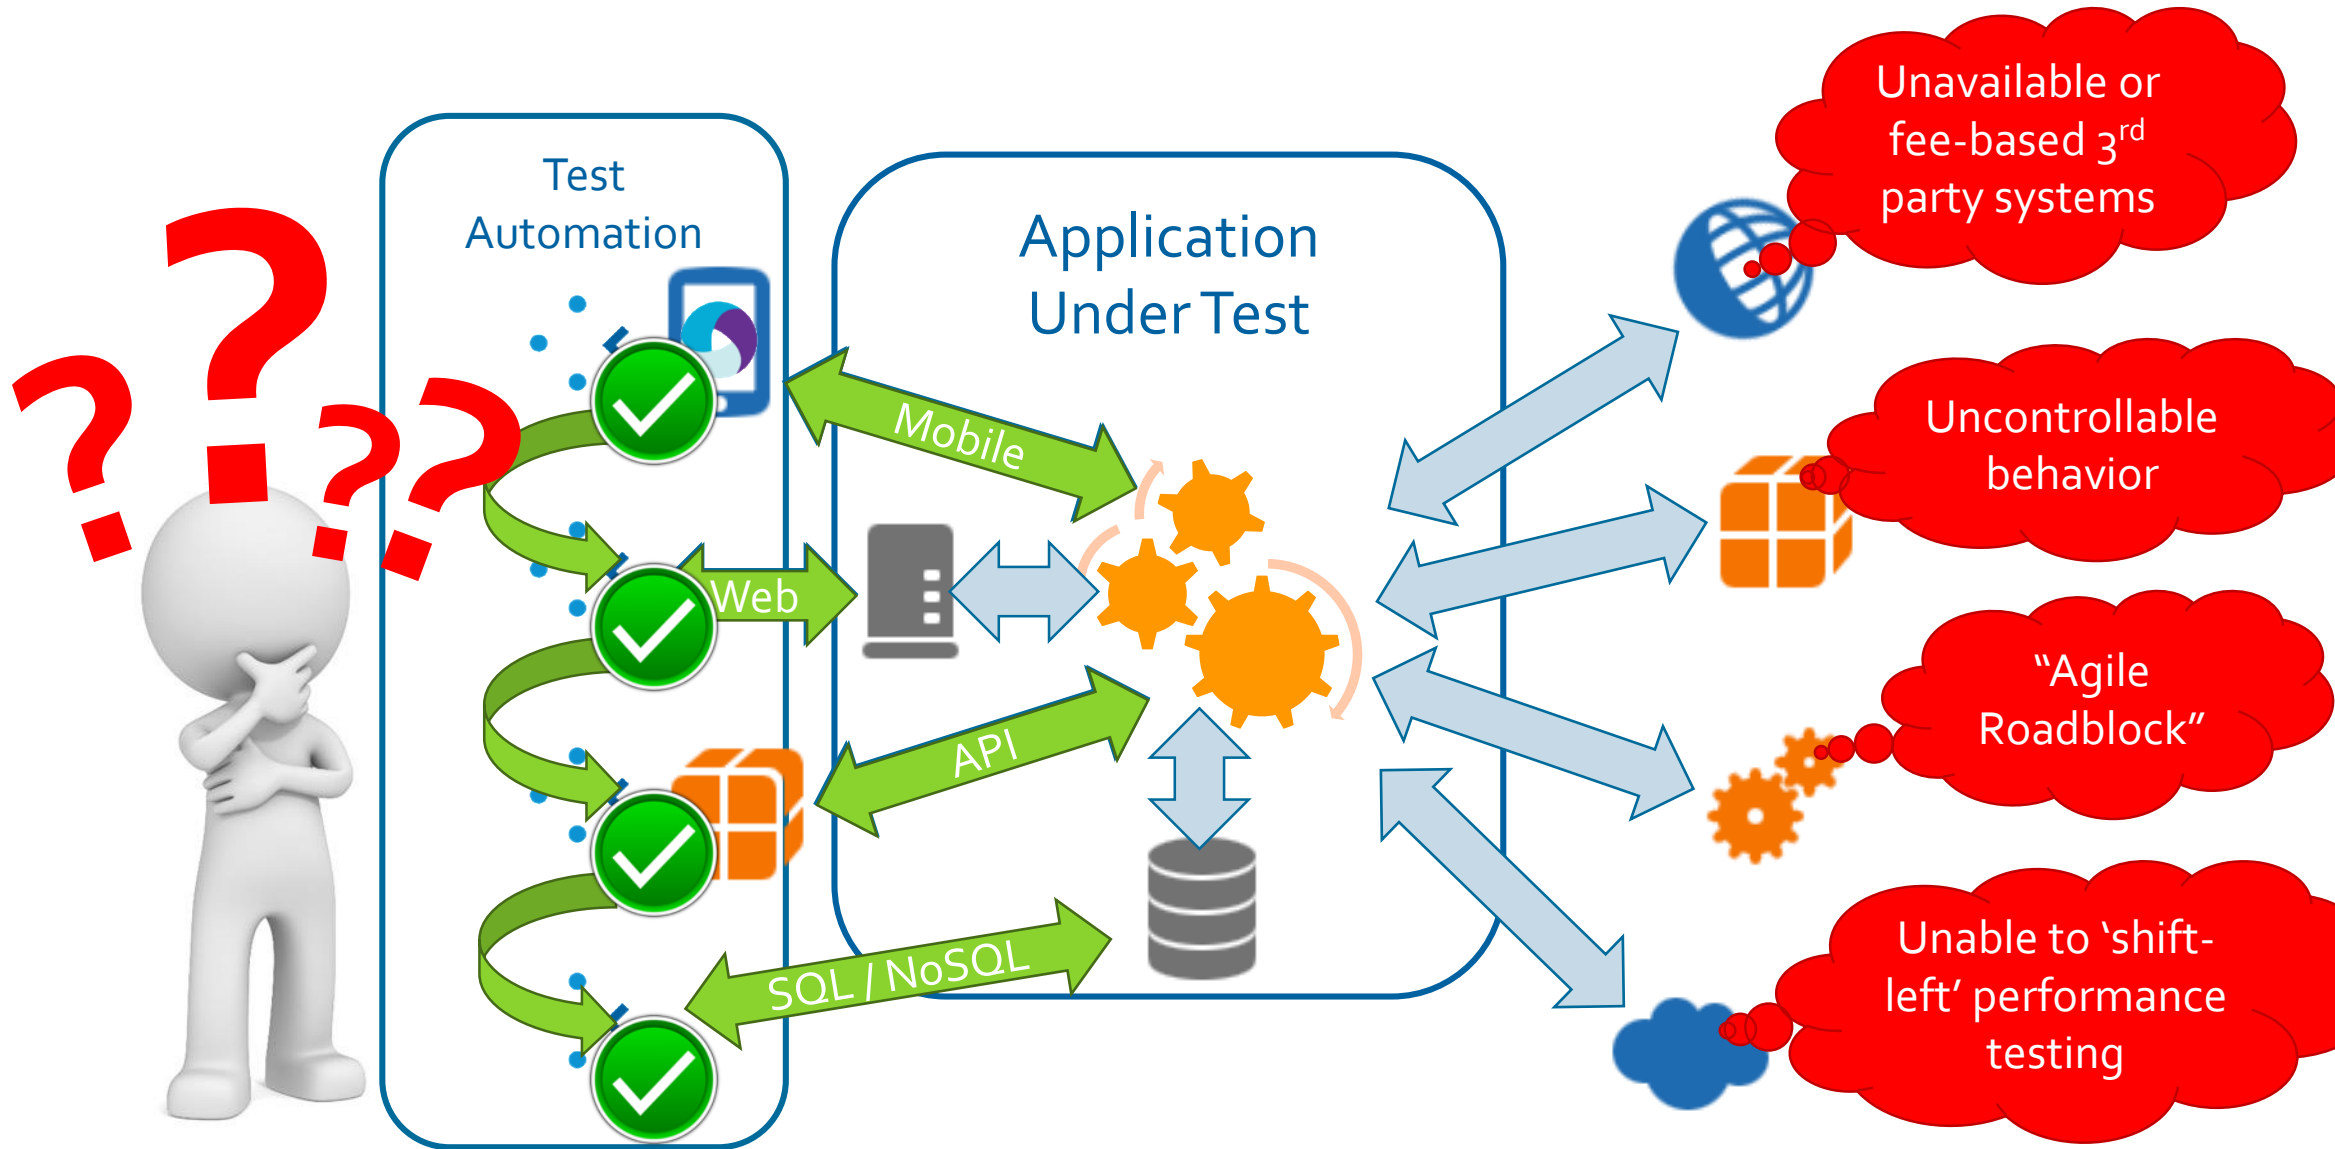 ?
?
?
?
Test
Automation
Application
Under Test
Mobile
Web
API
SQL / NoSQL
Unavailable or
fee-based 3rd
party systems
Uncontrollable
behavior
“Agile
Roadblock”
Unable to ‘shift-
left’ performance
testing